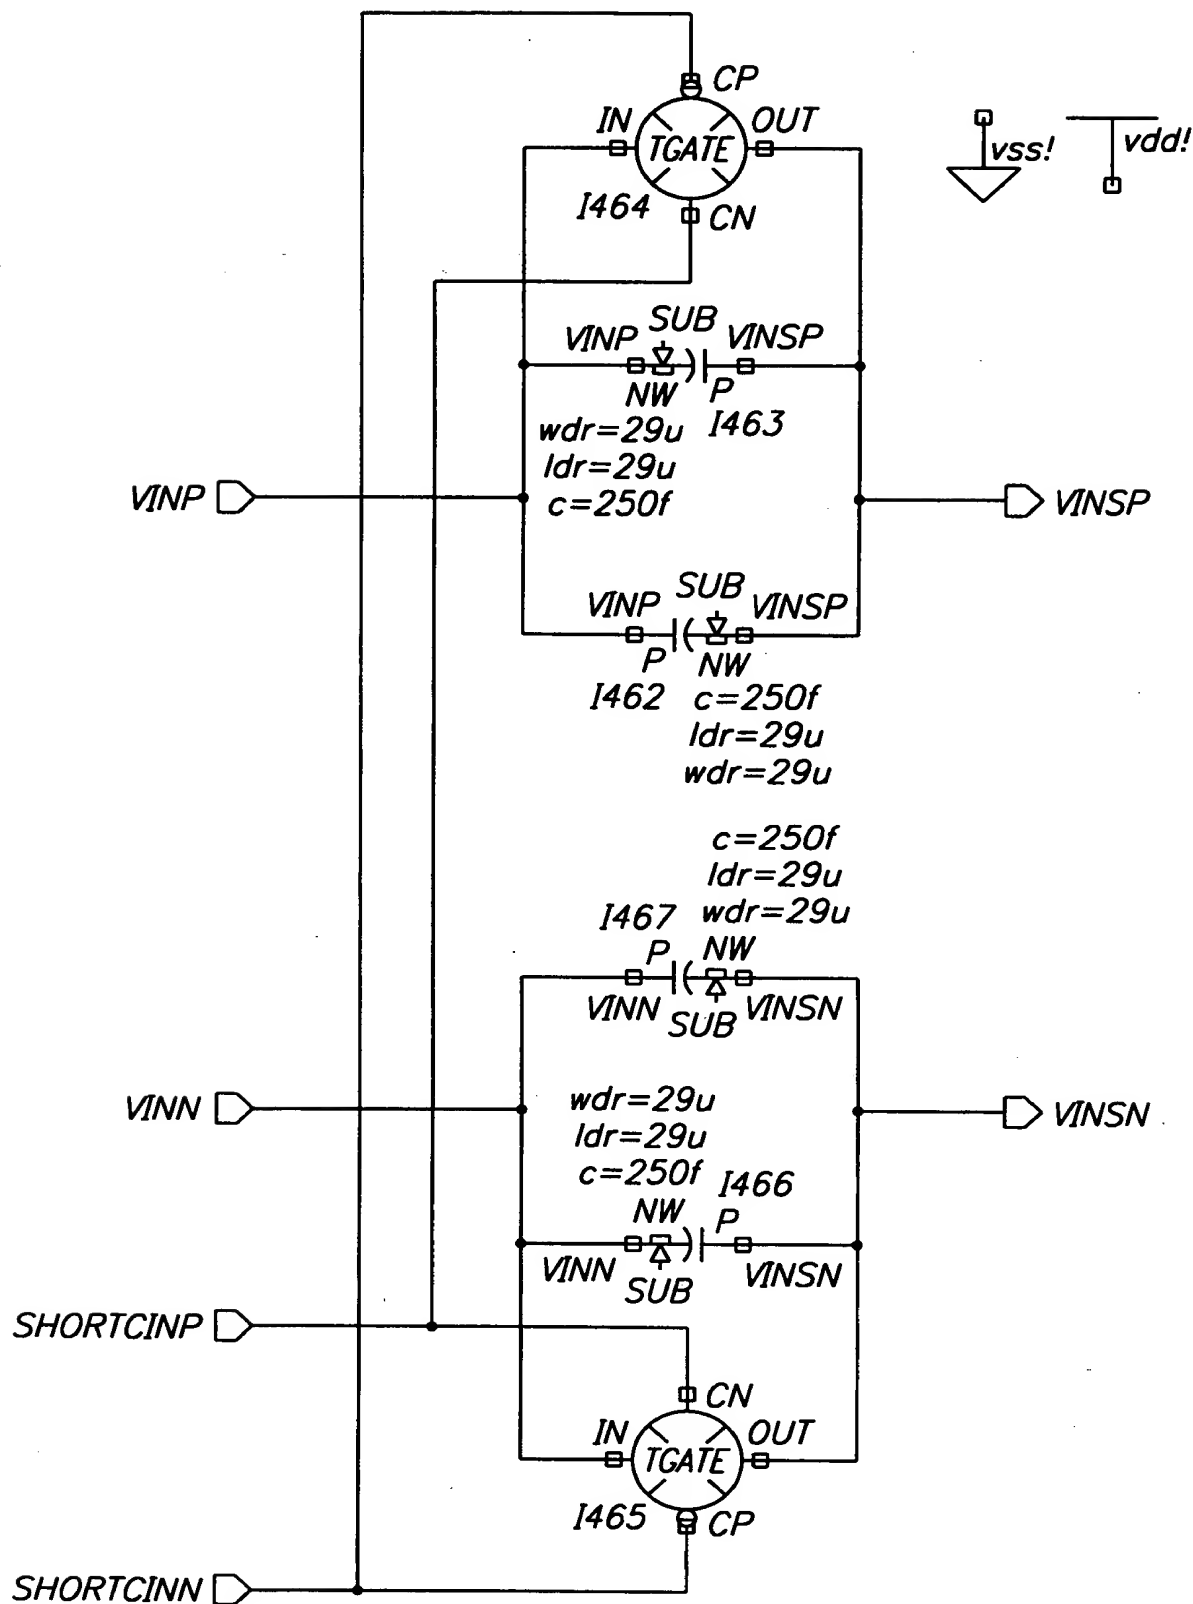 CP
IN
OUT
TGATE
vss!
vdd!
I464
CN
SUB
VINP
VINSP
NW
P
wdr=29u
I463
ldr=29u
c=250f
VINP
VINSP
SUB
VINP
VINSP
P
NW
I462
c=250f
ldr=29u
wdr=29u
c=250f
ldr=29u
I467
wdr=29u
P
NW
VINN
SUB
VINSN
VINN
wdr=29u
VINSN
ldr=29u
c=250f
I466
NW
P
VINN
SUB
VINSN
SHORTCINP
CN
IN
OUT
TGATE
I465
CP
SHORTCINN